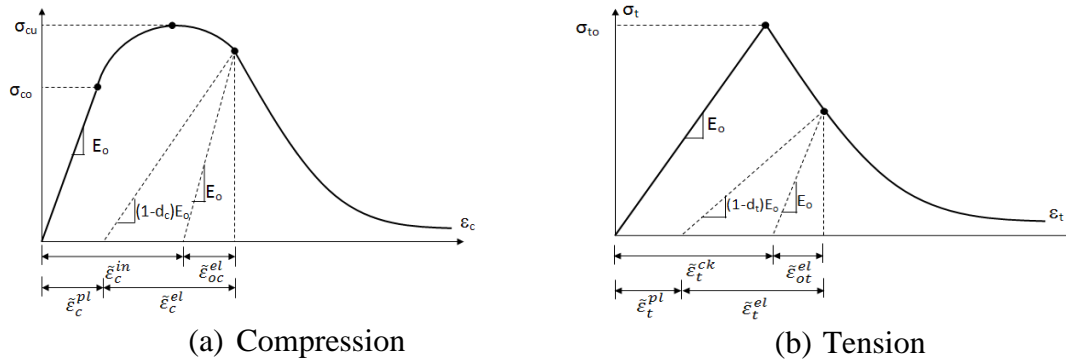 σcu
σco
Eo
(1-dc)Eo
Eo
εc
ε̃c^in
ε̃oc^el
ε̃c^pl
ε̃c^el
(a) Compression
σt
σto
Eo
(1-dt)Eo
Eo
εt
ε̃t^ck
ε̃ot^el
ε̃t^pl
ε̃t^el
(b) Tension